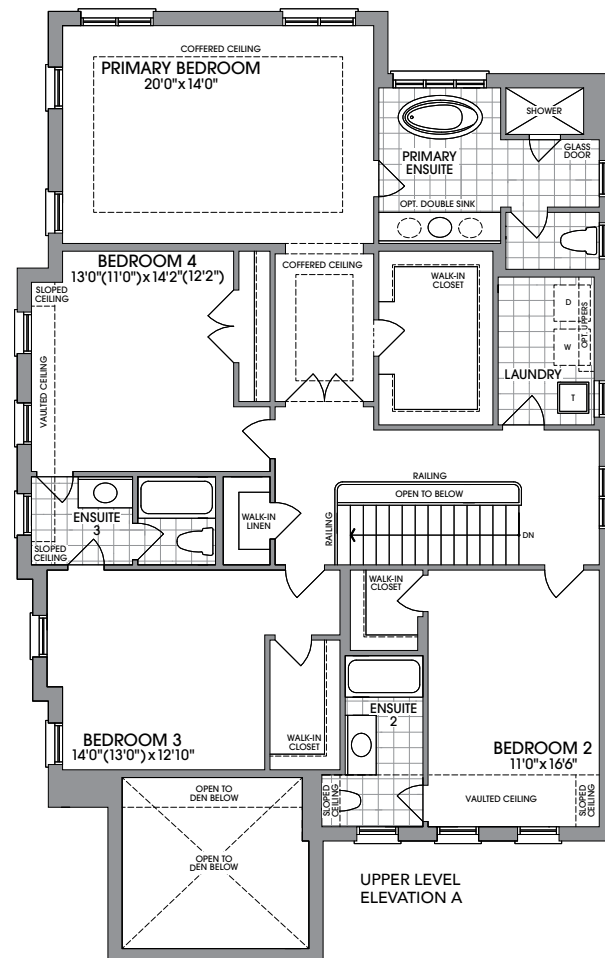 COFFERED CEILING
PRIMARY BEDROOM
20'0"x14'0"
SHOWER
GLASS
DOOR
PRIMARY
ENSUITE
OPT. DOUBLE SINK
BEDROOM 4
13'0"(11'0")x14'2"(12'2")
SLOPED
CEILING
COFFERED CEILING
WALK-IN
CLOSET
D
OPT. UPPERS
W
LAUNDRY
T
VAULTED CEILING
RAILING
OPEN TO BELOW
ENSUITE
3
WALK-IN
LINEN
RAILING
DN
SLOPED
CEILING
WALK-IN
CLOSET
ENSUITE
2
BEDROOM 3
14'0"(13'0")x12'10"
WALK-IN
CLOSET
BEDROOM 2
11'0"x16'6"
OPEN TO
DEN BELOW
SLOPED
CEILING
VAULTED CEILING
SLOPED
CEILING
OPEN TO
DEN BELOW
UPPER LEVEL
ELEVATION A